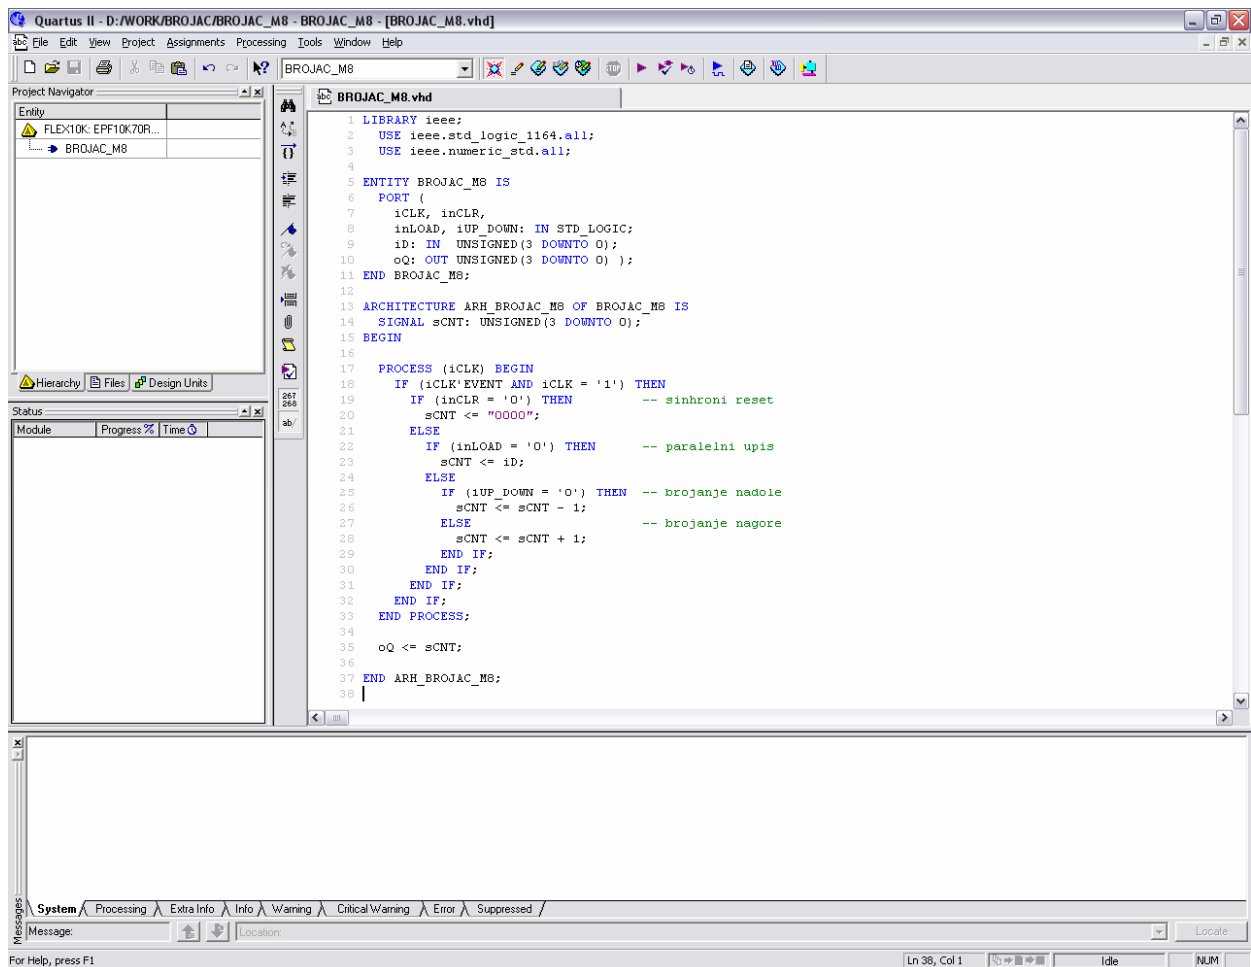 Quartus II - D:/WORK/BROJAC/BROJAC_M8 - BROJAC_M8 - [BROJAC_M8.vhd]
abc File Edit View Project Assignments Processing Tools Window Help
BROJAC_M8
STOP
Project Navigator
Entity
FLEX10K: EPF10K70R...
BROJAC_M8
Hierarchy Files Design Units
Status
Module Progress % Time
267
268
ab/
abc BROJAC_M8.vhd
1 LIBRARY ieee;
2 USE ieee.std_logic_1164.all;
3 USE ieee.numeric_std.all;
4
5 ENTITY BROJAC_M8 IS
6 PORT (
7 iCLK, inCLR,
8 inLOAD, iUP_DOWN: IN STD_LOGIC;
9 iD: IN UNSIGNED(3 DOWNTO 0);
10 oQ: OUT UNSIGNED(3 DOWNTO 0) );
11 END BROJAC_M8;
12
13 ARCHITECTURE ARH_BROJAC_M8 OF BROJAC_M8 IS
14 SIGNAL sCNT: UNSIGNED(3 DOWNTO 0);
15 BEGIN
16
17 PROCESS (iCLK) BEGIN
18 IF (iCLK'EVENT AND iCLK = '1') THEN
19 IF (inCLR = '0') THEN -- sinhroni reset
20 sCNT <= "0000";
21 ELSE
22 IF (inLOAD = '0') THEN -- paralelni upis
23 sCNT <= iD;
24 ELSE
25 IF (iUP_DOWN = '0') THEN -- brojanje nadole
26 sCNT <= sCNT - 1;
27 ELSE -- brojanje nagore
28 sCNT <= sCNT + 1;
29 END IF;
30 END IF;
31 END IF;
32 END IF;
33 END PROCESS;
34
35 oQ <= sCNT;
36
37 END ARH_BROJAC_M8;
38
Messages
System Processing Extra Info Info Warning Critical Warning Error Suppressed
Message: Location: Locate
For Help, press F1 Ln 38, Col 1 Idle NUM